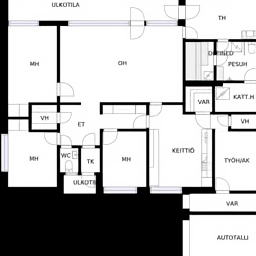 ULKOTILA
TH
MH
OH
DEFINED
PESUH
KATT.H
VAR
VH
ET
VH
KEITTIÖ
MH
WC
TK
MH
TYÖH/AK
ULKOTI
VAR
AUTOTALLI